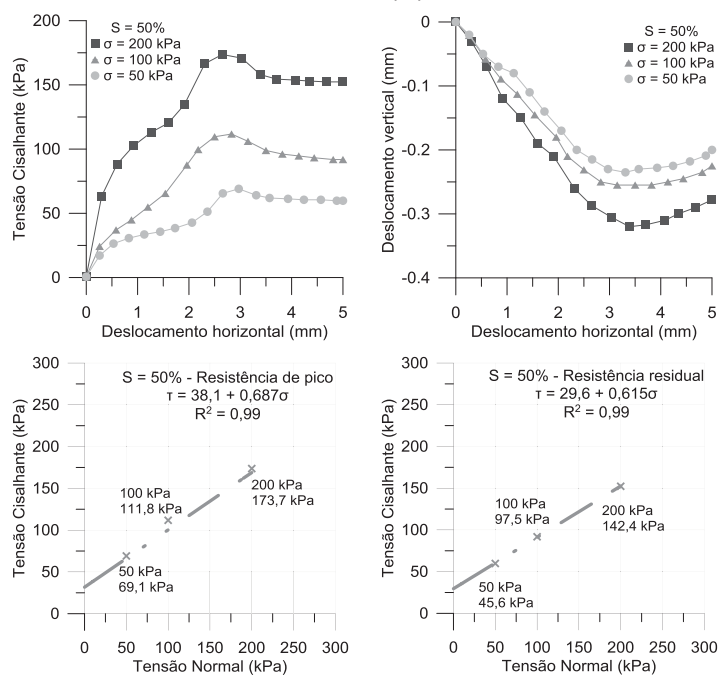 S = 50%
σ = 200 kPa
σ = 100 kPa
σ = 50 kPa
Tensão Cisalhante (kPa)
200
150
100
50
0
0 1 2 3 4 5
Deslocamento horizontal (mm)
S = 50%
σ = 200 kPa
σ = 100 kPa
σ = 50 kPa
Deslocamento vertical (mm)
0
-0.1
-0.2
-0.3
-0.4
0 1 2 3 4 5
Deslocamento horizontal (mm)
S = 50% - Resistência de pico
τ = 38,1 + 0,687σ
R² = 0,99
Tensão Cisalhante (kPa)
300
250
200
150
100
50
0
100 kPa
111,8 kPa
200 kPa
173,7 kPa
50 kPa
69,1 kPa
0 50 100 150 200 250 300
Tensão Normal (kPa)
S = 50% - Resistência residual
τ = 29,6 + 0,615σ
R² = 0,99
Tensão Cisalhante (kPa)
300
250
200
150
100
50
0
100 kPa
97,5 kPa
200 kPa
142,4 kPa
50 kPa
45,6 kPa
0 50 100 150 200 250 300
Tensão Normal (kPa)